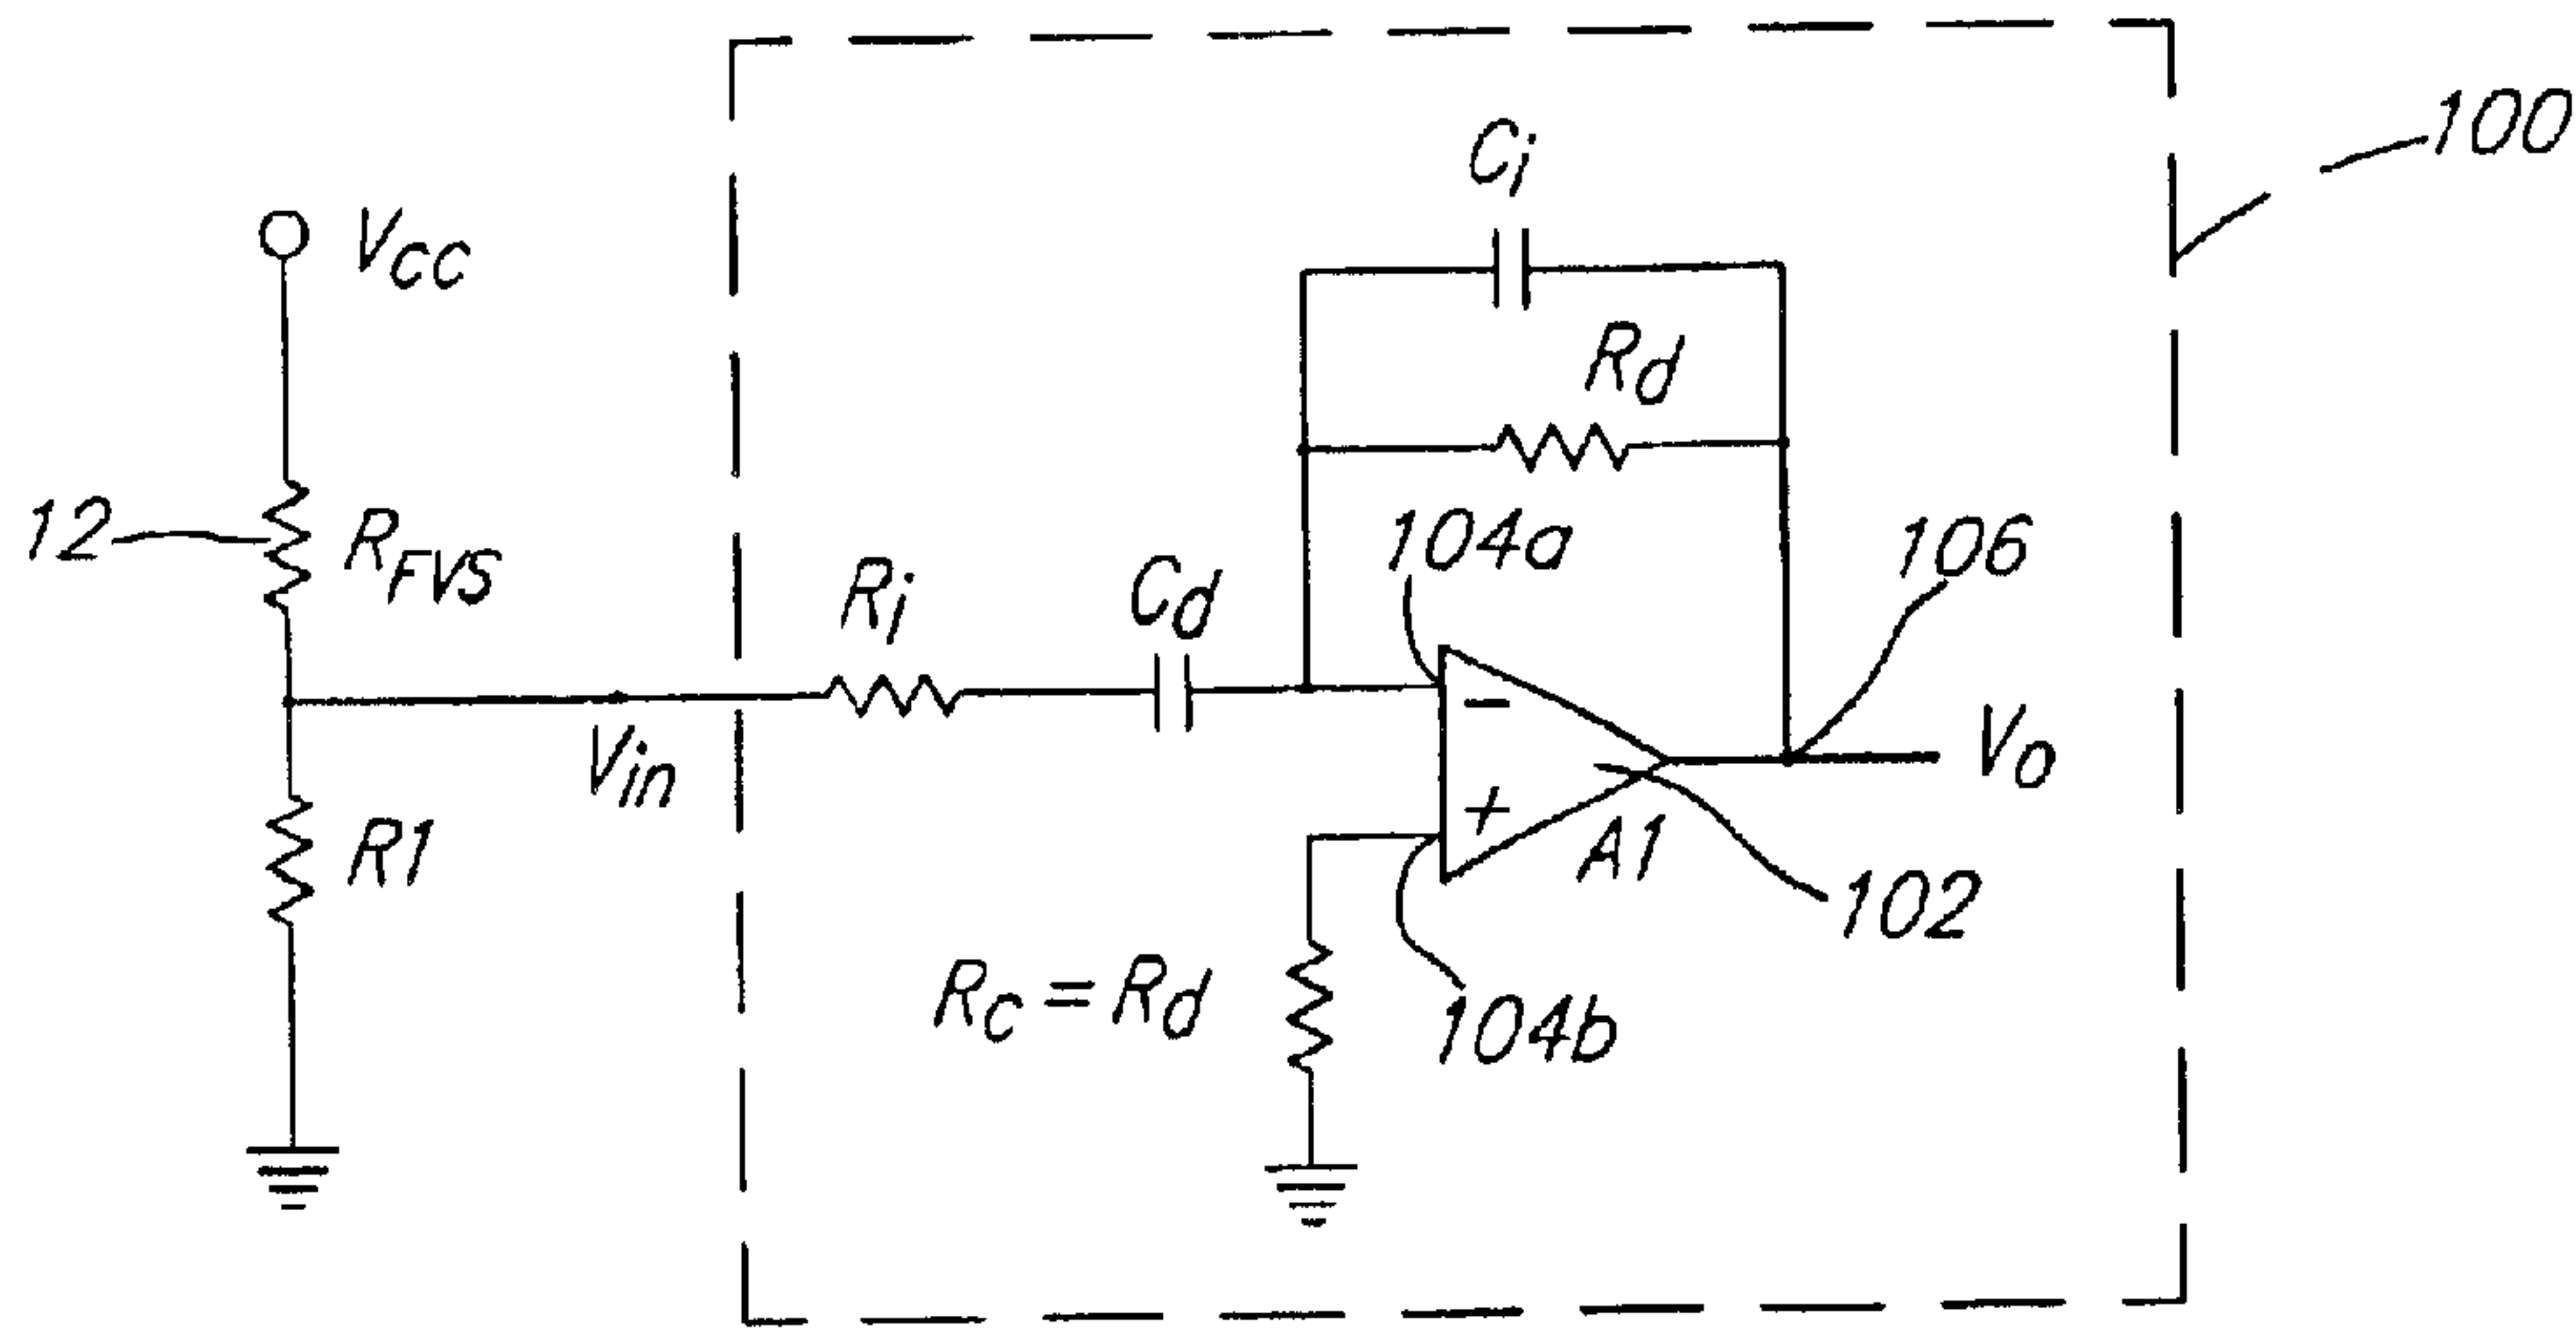 100
Ci
VCC
Rd
12
RFVS
104a
106
Ri
Cd
Vin
−
+
Vo
R1
A1
102
Rc = Rd
104b